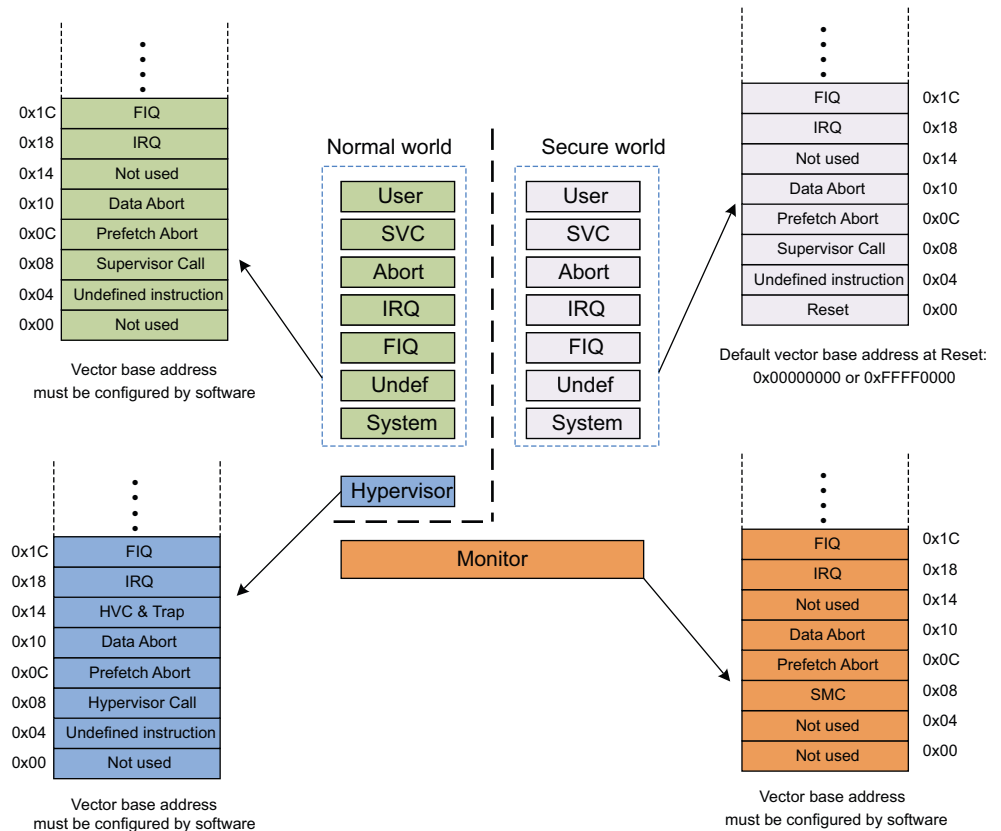 0x1C FIQ
0x18 IRQ
0x14 Not used
0x10 Data Abort
0x0C Prefetch Abort
0x08 Supervisor Call
0x04 Undefined instruction
0x00 Not used
Vector base address
must be configured by software
Normal world
User
SVC
Abort
IRQ
FIQ
Undef
System
Hypervisor
Secure world
User
SVC
Abort
IRQ
FIQ
Undef
System
Monitor
FIQ 0x1C
IRQ 0x18
Not used 0x14
Data Abort 0x10
Prefetch Abort 0x0C
Supervisor Call 0x08
Undefined instruction 0x04
Reset 0x00
Default vector base address at Reset:
0x00000000 or 0xFFFF0000
0x1C FIQ
0x18 IRQ
0x14 HVC & Trap
0x10 Data Abort
0x0C Prefetch Abort
0x08 Hypervisor Call
0x04 Undefined instruction
0x00 Not used
Vector base address
must be configured by software
FIQ 0x1C
IRQ 0x18
Not used 0x14
Data Abort 0x10
Prefetch Abort 0x0C
SMC 0x08
Not used 0x04
Not used 0x00
Vector base address
must be configured by software